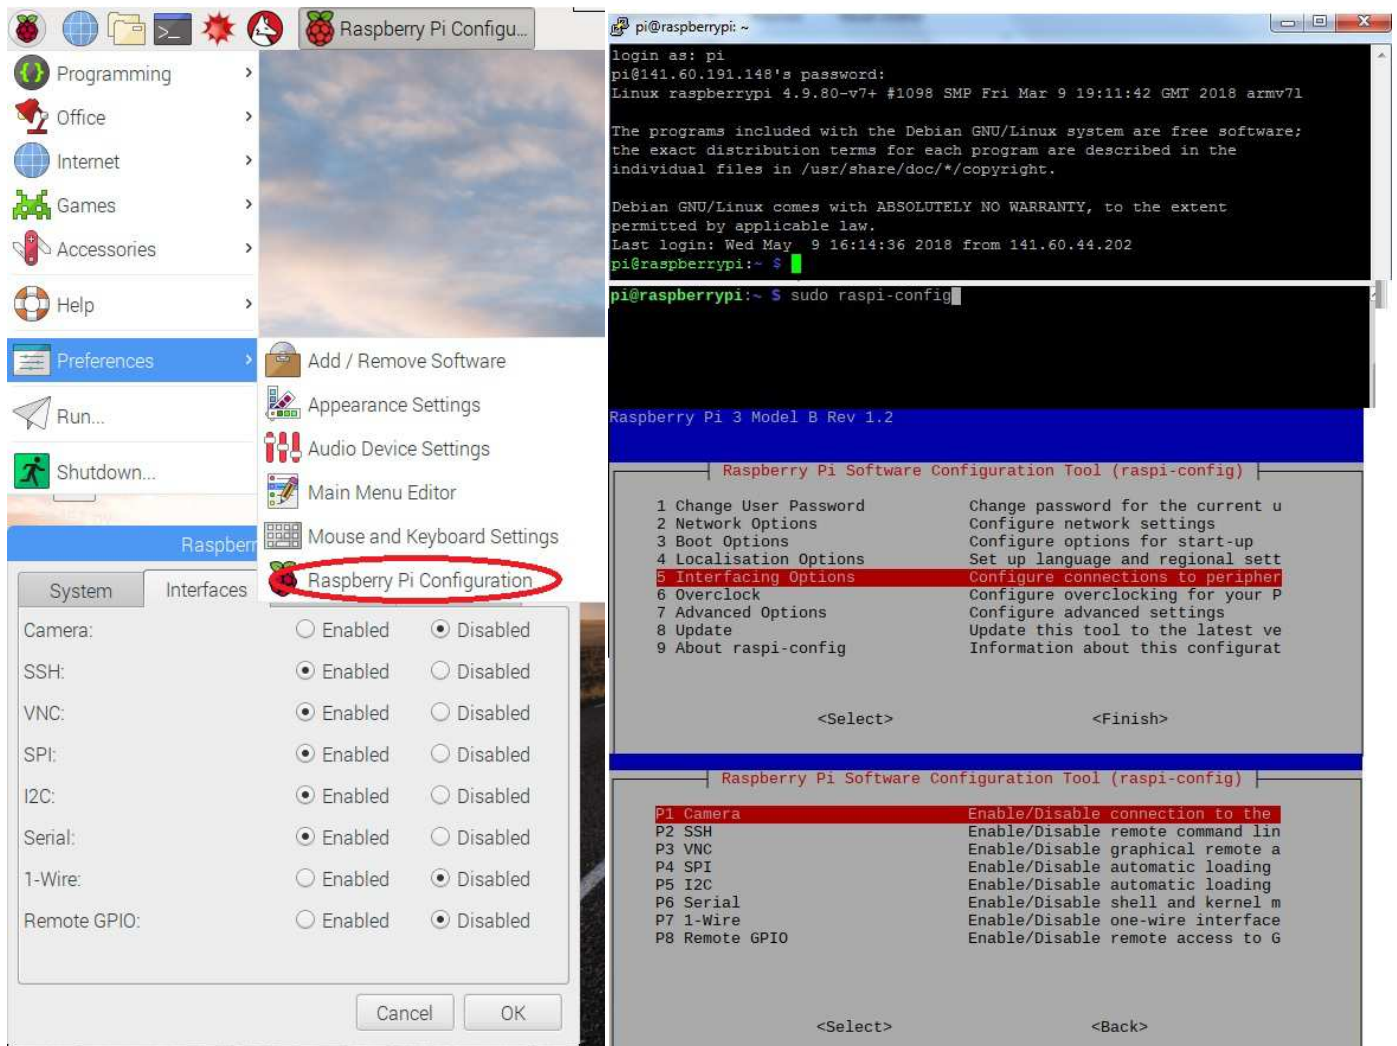 Raspberry Pi Configu...
Programming
Office
Internet
Games
Accessories
Help
Preferences
Run...
Shutdown...
Add / Remove Software
Appearance Settings
Audio Device Settings
Main Menu Editor
Mouse and Keyboard Settings
Raspberry Pi Configuration
Raspberr
System Interfaces
Camera: Enabled Disabled
SSH: Enabled Disabled
VNC: Enabled Disabled
SPI: Enabled Disabled
I2C: Enabled Disabled
Serial: Enabled Disabled
1-Wire: Enabled Disabled
Remote GPIO: Enabled Disabled
Cancel OK
pi@raspberrypi: ~
login as: pi
pi@141.60.191.148's password:
Linux raspberrypi 4.9.80-v7+ #1098 SMP Fri Mar 9 19:11:42 GMT 2018 armv7l
The programs included with the Debian GNU/Linux system are free software;
the exact distribution terms for each program are described in the
individual files in /usr/share/doc/*/copyright.
Debian GNU/Linux comes with ABSOLUTELY NO WARRANTY, to the extent
permitted by applicable law.
Last login: Wed May  9 16:14:36 2018 from 141.60.44.202
pi@raspberrypi:~ $
pi@raspberrypi:~ $ sudo raspi-config
Raspberry Pi 3 Model B Rev 1.2
Raspberry Pi Software Configuration Tool (raspi-config)
1 Change User Password Change password for the current u
2 Network Options Configure network settings
3 Boot Options Configure options for start-up
4 Localisation Options Set up language and regional sett
5 Interfacing Options Configure connections to peripher
6 Overclock Configure overclocking for your P
7 Advanced Options Configure advanced settings
8 Update Update this tool to the latest ve
9 About raspi-config Information about this configurat
<Select> <Finish>
Raspberry Pi Software Configuration Tool (raspi-config)
P1 Camera Enable/Disable connection to the
P2 SSH Enable/Disable remote command lin
P3 VNC Enable/Disable graphical remote a
P4 SPI Enable/Disable automatic loading
P5 I2C Enable/Disable automatic loading
P6 Serial Enable/Disable shell and kernel m
P7 1-Wire Enable/Disable one-wire interface
P8 Remote GPIO Enable/Disable remote access to G
<Select> <Back>